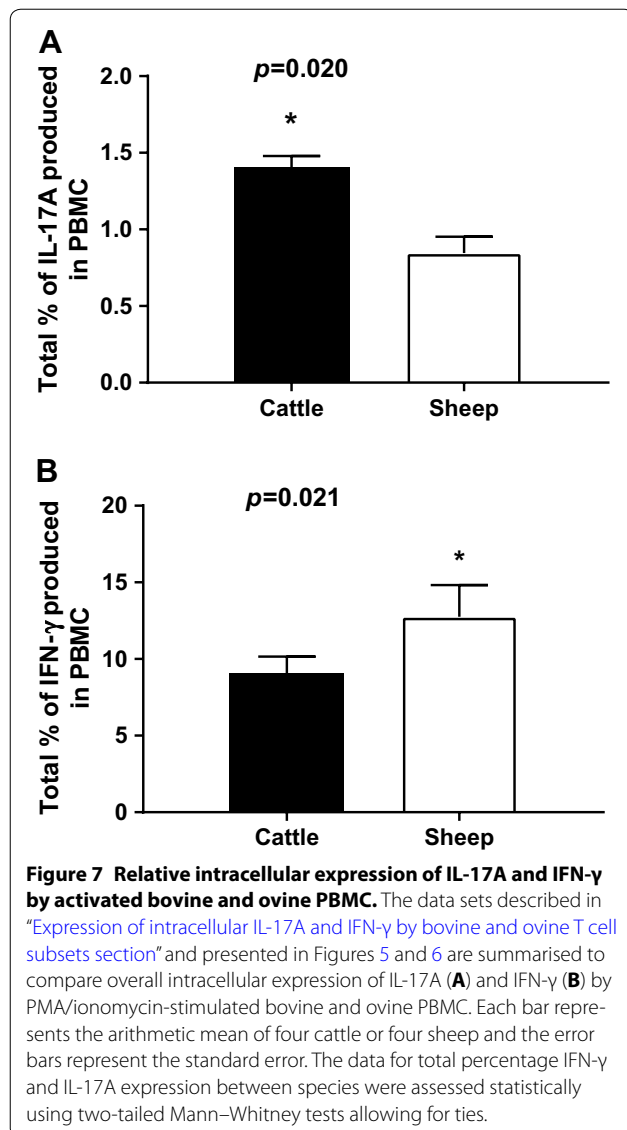 A
p=0.020
*
Total % of IL-17A produced
in PBMC
2.0
1.5
1.0
0.5
0.0
Cattle Sheep
B
p=0.021
*
Total % of IFN-γ produced
in PBMC
20
15
10
5
0
Cattle Sheep
Figure 7 Relative intracellular expression of IL-17A and IFN-γ
by activated bovine and ovine PBMC. The data sets described in
"Expression of intracellular IL-17A and IFN-γ by bovine and ovine T cell
subsets section" and presented in Figures 5 and 6 are summarised to
compare overall intracellular expression of IL-17A (A) and IFN-γ (B) by
PMA/ionomycin-stimulated bovine and ovine PBMC. Each bar repre-
sents the arithmetic mean of four cattle or four sheep and the error
bars represent the standard error. The data for total percentage IFN-γ
and IL-17A expression between species were assessed statistically
using two-tailed Mann–Whitney tests allowing for ties.